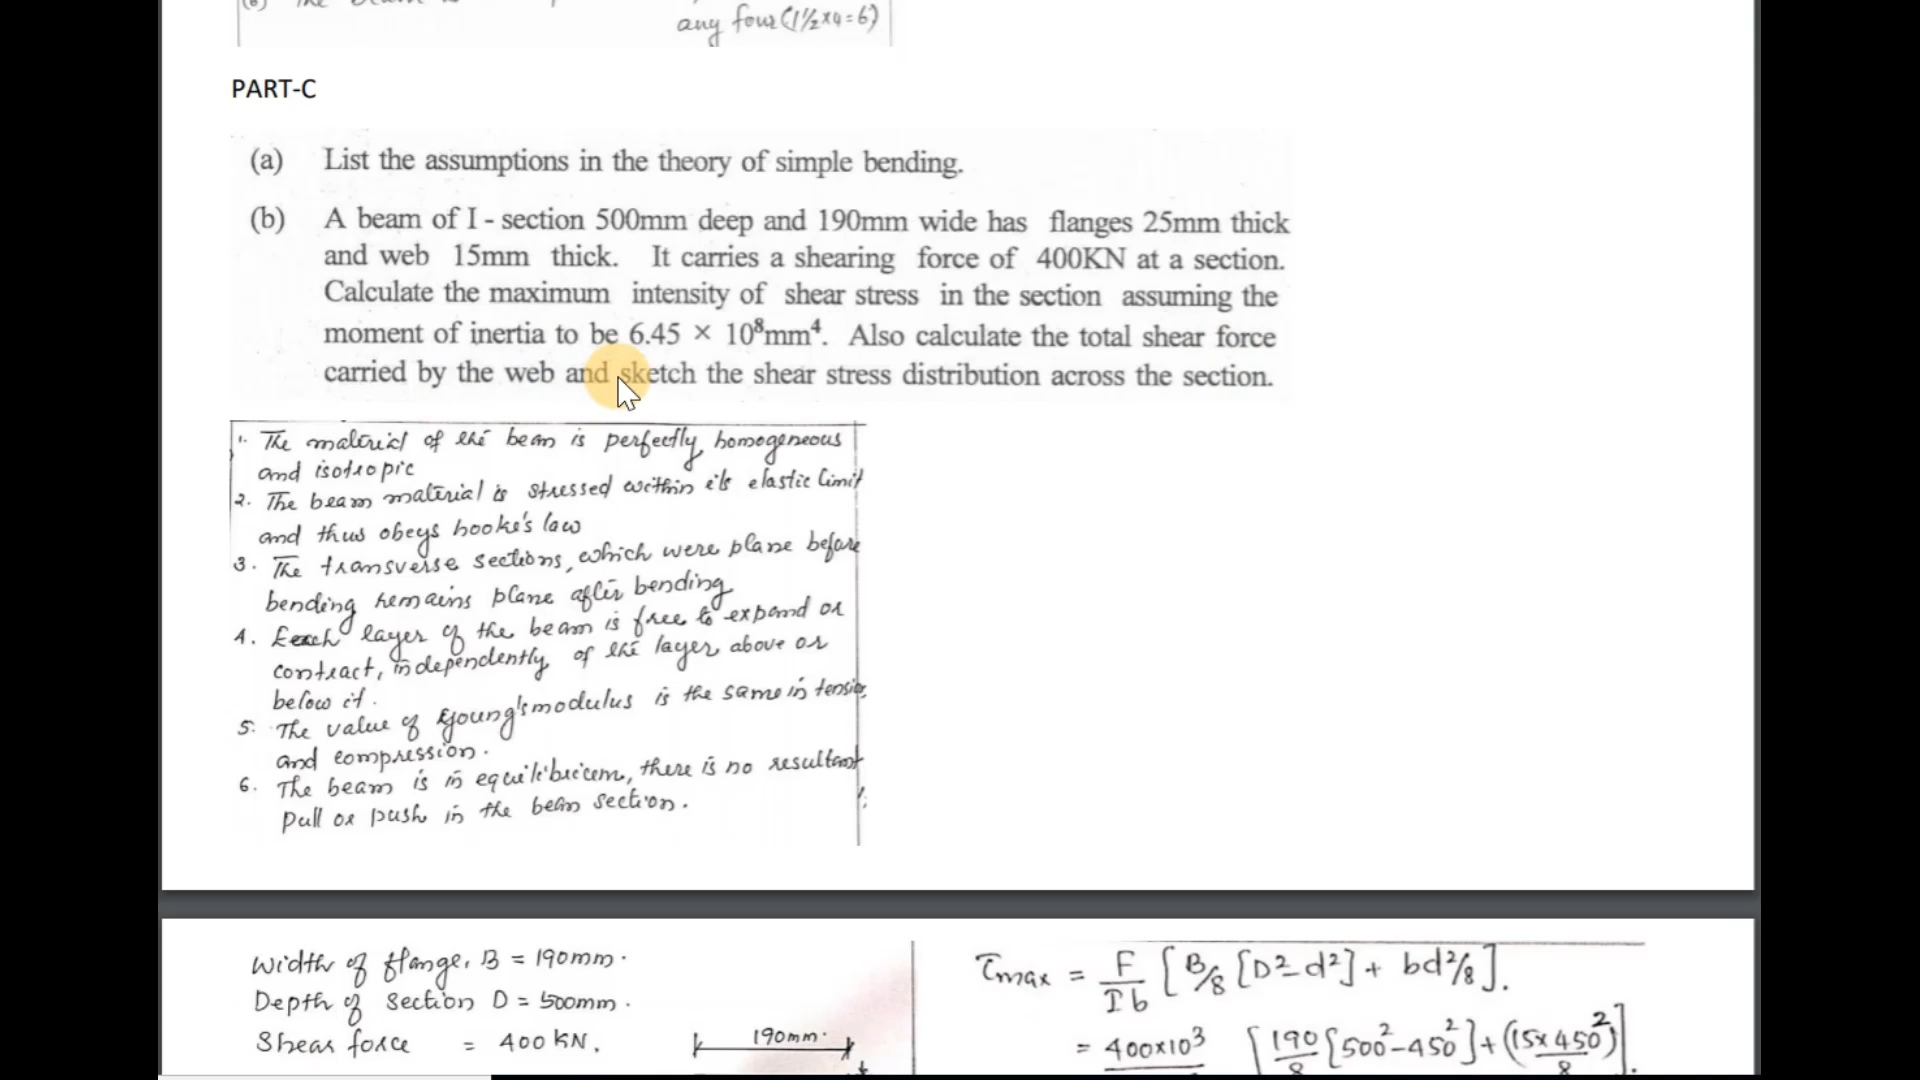 any four (1½×4=6)
PART-C
(a) List the assumptions in the theory of simple bending.
(b) A beam of I - section 500mm deep and 190mm wide has flanges 25mm thick
and web 15mm thick. It carries a shearing force of 400KN at a section.
Calculate the maximum intensity of shear stress in the section assuming the
moment of inertia to be 6.45 × 10⁸mm⁴. Also calculate the total shear force
carried by the web and sketch the shear stress distribution across the section.
1. The material of the beam is perfectly homogeneous
and isotropic
2. The beam material is stressed within its elastic limit
and thus obeys hooke's law
3. The transverse sections, which were plane before
bending remains plane after bending
4. Each layer of the beam is free to expand or
contract, independently of the layer, above or
below it.
5. The value of young's modulus is the same in tension
and compression.
6. The beam is in equilibrium, there is no resultant
pull or push in the beam section.
Width of flange, B = 190mm.
Depth of section D = 500mm.
Shear force = 400 KN.
190mm.
τmax = F/Ib [B/8 [D²-d²] + bd²/8].
= 400×10³ [190/8 [500²-450²] + (15×450²)/8].